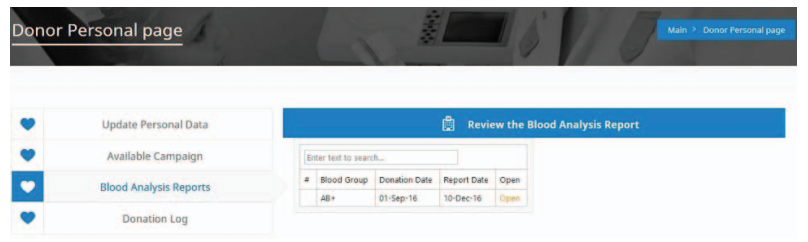 Donor Personal page
Main > Donor Personal page
Update Personal Data
Available Campaign
Blood Analysis Reports
Donation Log
Review the Blood Analysis Report
Enter text to search...
# Blood Group Donation Date Report Date Open
AB+ 01-Sep-16 10-Dec-16 Open